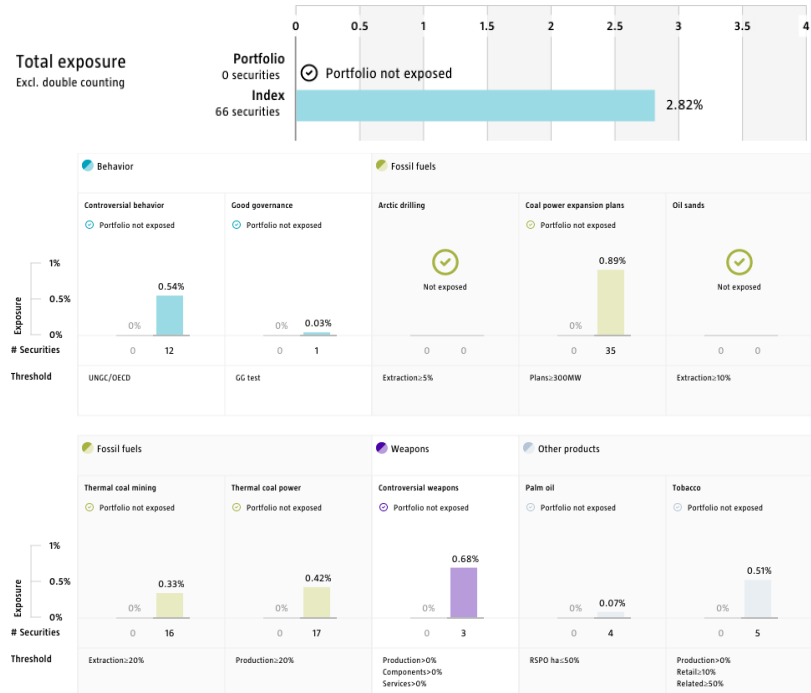 0 0.5 1 1.5 2 2.5 3 3.5 4
Total exposure
Excl. double counting
Portfolio
0 securities
Portfolio not exposed
Index
66 securities
2.82%
Behavior
Fossil fuels
Controversial behavior
Good governance
Arctic drilling
Coal power expansion plans
Oil sands
Portfolio not exposed
Portfolio not exposed
Portfolio not exposed
Not exposed
Not exposed
Exposure
1%
0.5%
0%
0% 0.54%
0% 0.03%
0% 0.89%
# Securities 0 12 0 1 0 0 0 35 0 0
Threshold UNGC/OECD GG test Extraction≥5% Plans≥300MW Extraction≥10%
Fossil fuels
Weapons
Other products
Thermal coal mining
Thermal coal power
Controversial weapons
Palm oil
Tobacco
Portfolio not exposed
Portfolio not exposed
Portfolio not exposed
Portfolio not exposed
Portfolio not exposed
Exposure
1%
0.5%
0%
0% 0.33%
0% 0.42%
0% 0.68%
0% 0.07%
0% 0.51%
# Securities 0 16 0 17 0 3 0 4 0 5
Threshold Extraction≥20% Production≥20% Production>0% RSPO ha≤50% Production>0%
Components>0% Retail≥10%
Services>0% Related≥50%